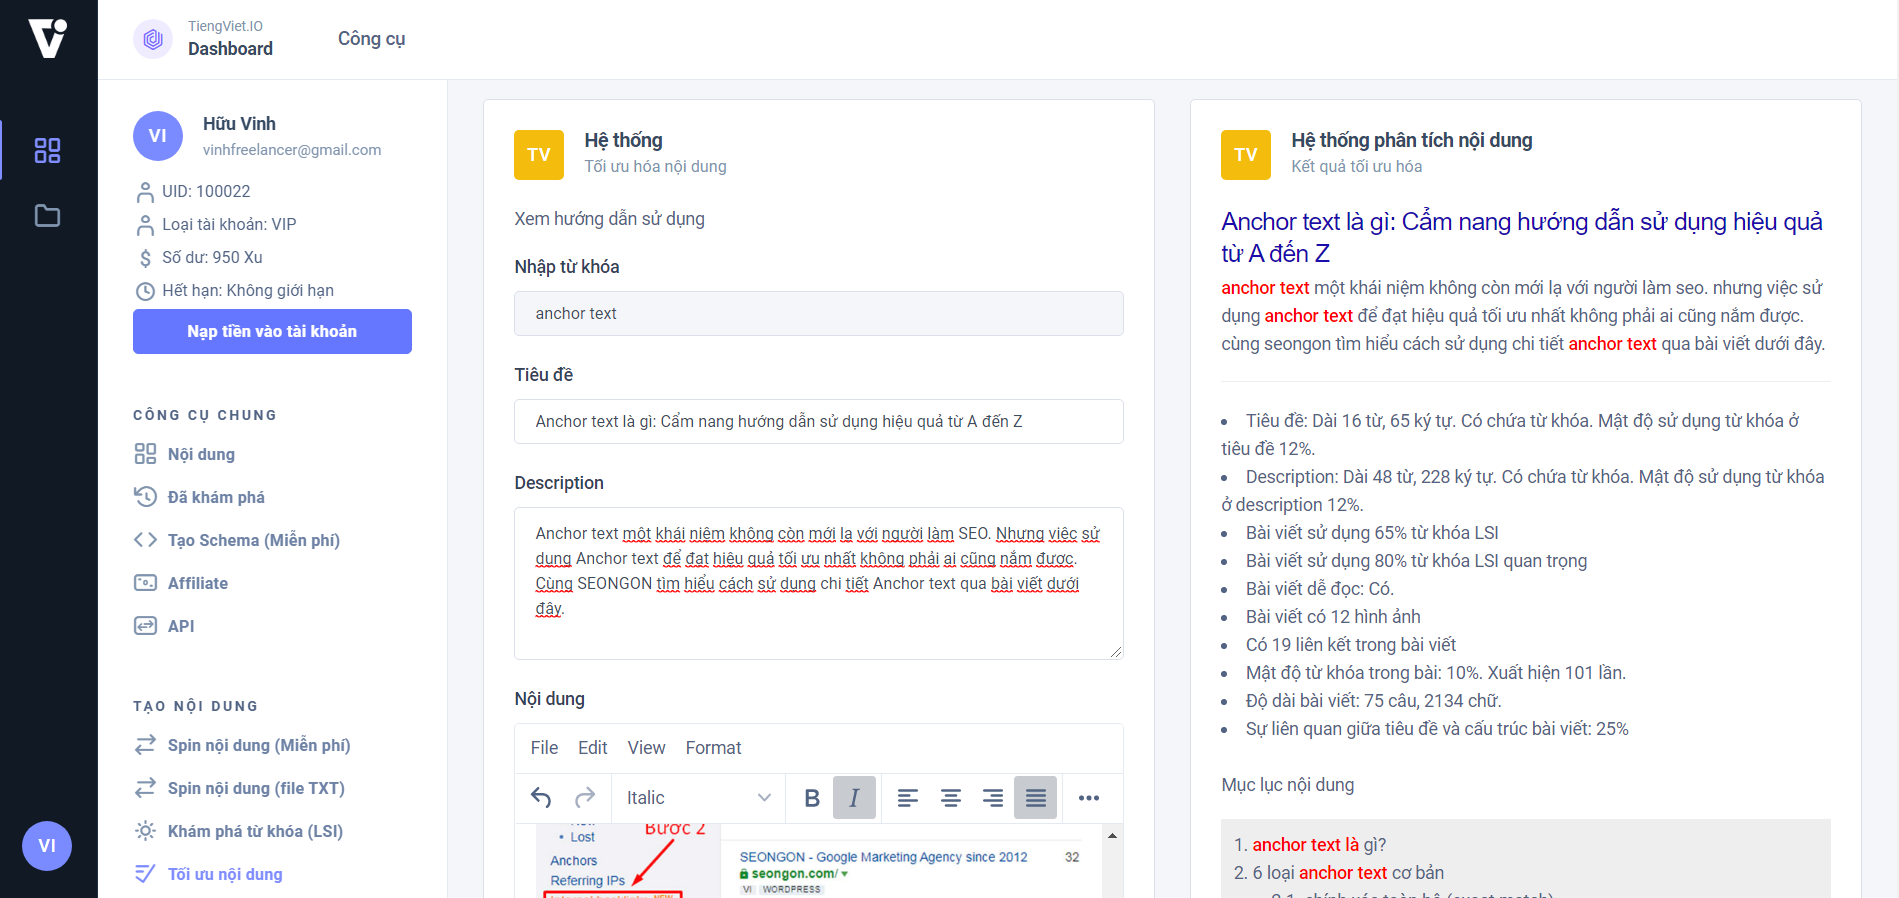 TiengViet.IO
Dashboard
Công cụ
VI
Hữu Vinh
vinhfreelancer@gmail.com
UID: 100022
Loại tài khoản: VIP
Số dư: 950 Xu
Hết hạn: Không giới hạn
Nạp tiền vào tài khoản
CÔNG CỤ CHUNG
Nội dung
Đã khám phá
Tạo Schema (Miễn phí)
Affiliate
API
TẠO NỘI DUNG
Spin nội dung (Miễn phí)
Spin nội dung (file TXT)
Khám phá từ khóa (LSI)
Tối ưu nội dung
VI
TV
Hệ thống
Tối ưu hóa nội dung
Xem hướng dẫn sử dụng
Nhập từ khóa
anchor text
Tiêu đề
Anchor text là gì: Cẩm nang hướng dẫn sử dụng hiệu quả từ A đến Z
Description
Anchor text một khái niệm không còn mới lạ với người làm SEO. Nhưng việc sử
dụng Anchor text để đạt hiệu quả tối ưu nhất không phải ai cũng nắm được.
Cùng SEONGON tìm hiểu cách sử dụng chi tiết Anchor text qua bài viết dưới
đây.
Nội dung
File Edit View Format
Italic B I
Lost
Bước 2
Anchors
Referring IPs
SEONGON - Google Marketing Agency since 2012 32
seongon.com/
VI WORDPRESS
NEW
TV
Hệ thống phân tích nội dung
Kết quả tối ưu hóa
Anchor text là gì: Cẩm nang hướng dẫn sử dụng hiệu quả
từ A đến Z
anchor text một khái niệm không còn mới lạ với người làm seo. nhưng việc sử
dụng anchor text để đạt hiệu quả tối ưu nhất không phải ai cũng nắm được.
cùng seongon tìm hiểu cách sử dụng chi tiết anchor text qua bài viết dưới đây.
• Tiêu đề: Dài 16 từ, 65 ký tự. Có chứa từ khóa. Mật độ sử dụng từ khóa ở
tiêu đề 12%.
• Description: Dài 48 từ, 228 ký tự. Có chứa từ khóa. Mật độ sử dụng từ khóa
ở description 12%.
• Bài viết sử dụng 65% từ khóa LSI
• Bài viết sử dụng 80% từ khóa LSI quan trọng
• Bài viết dễ đọc: Có.
• Bài viết có 12 hình ảnh
• Có 19 liên kết trong bài viết
• Mật độ từ khóa trong bài: 10%. Xuất hiện 101 lần.
• Độ dài bài viết: 75 câu, 2134 chữ.
• Sự liên quan giữa tiêu đề và cấu trúc bài viết: 25%
Mục lục nội dung
1. anchor text là gì?
2. 6 loại anchor text cơ bản
2.1. chính xác toàn bộ (exact match)